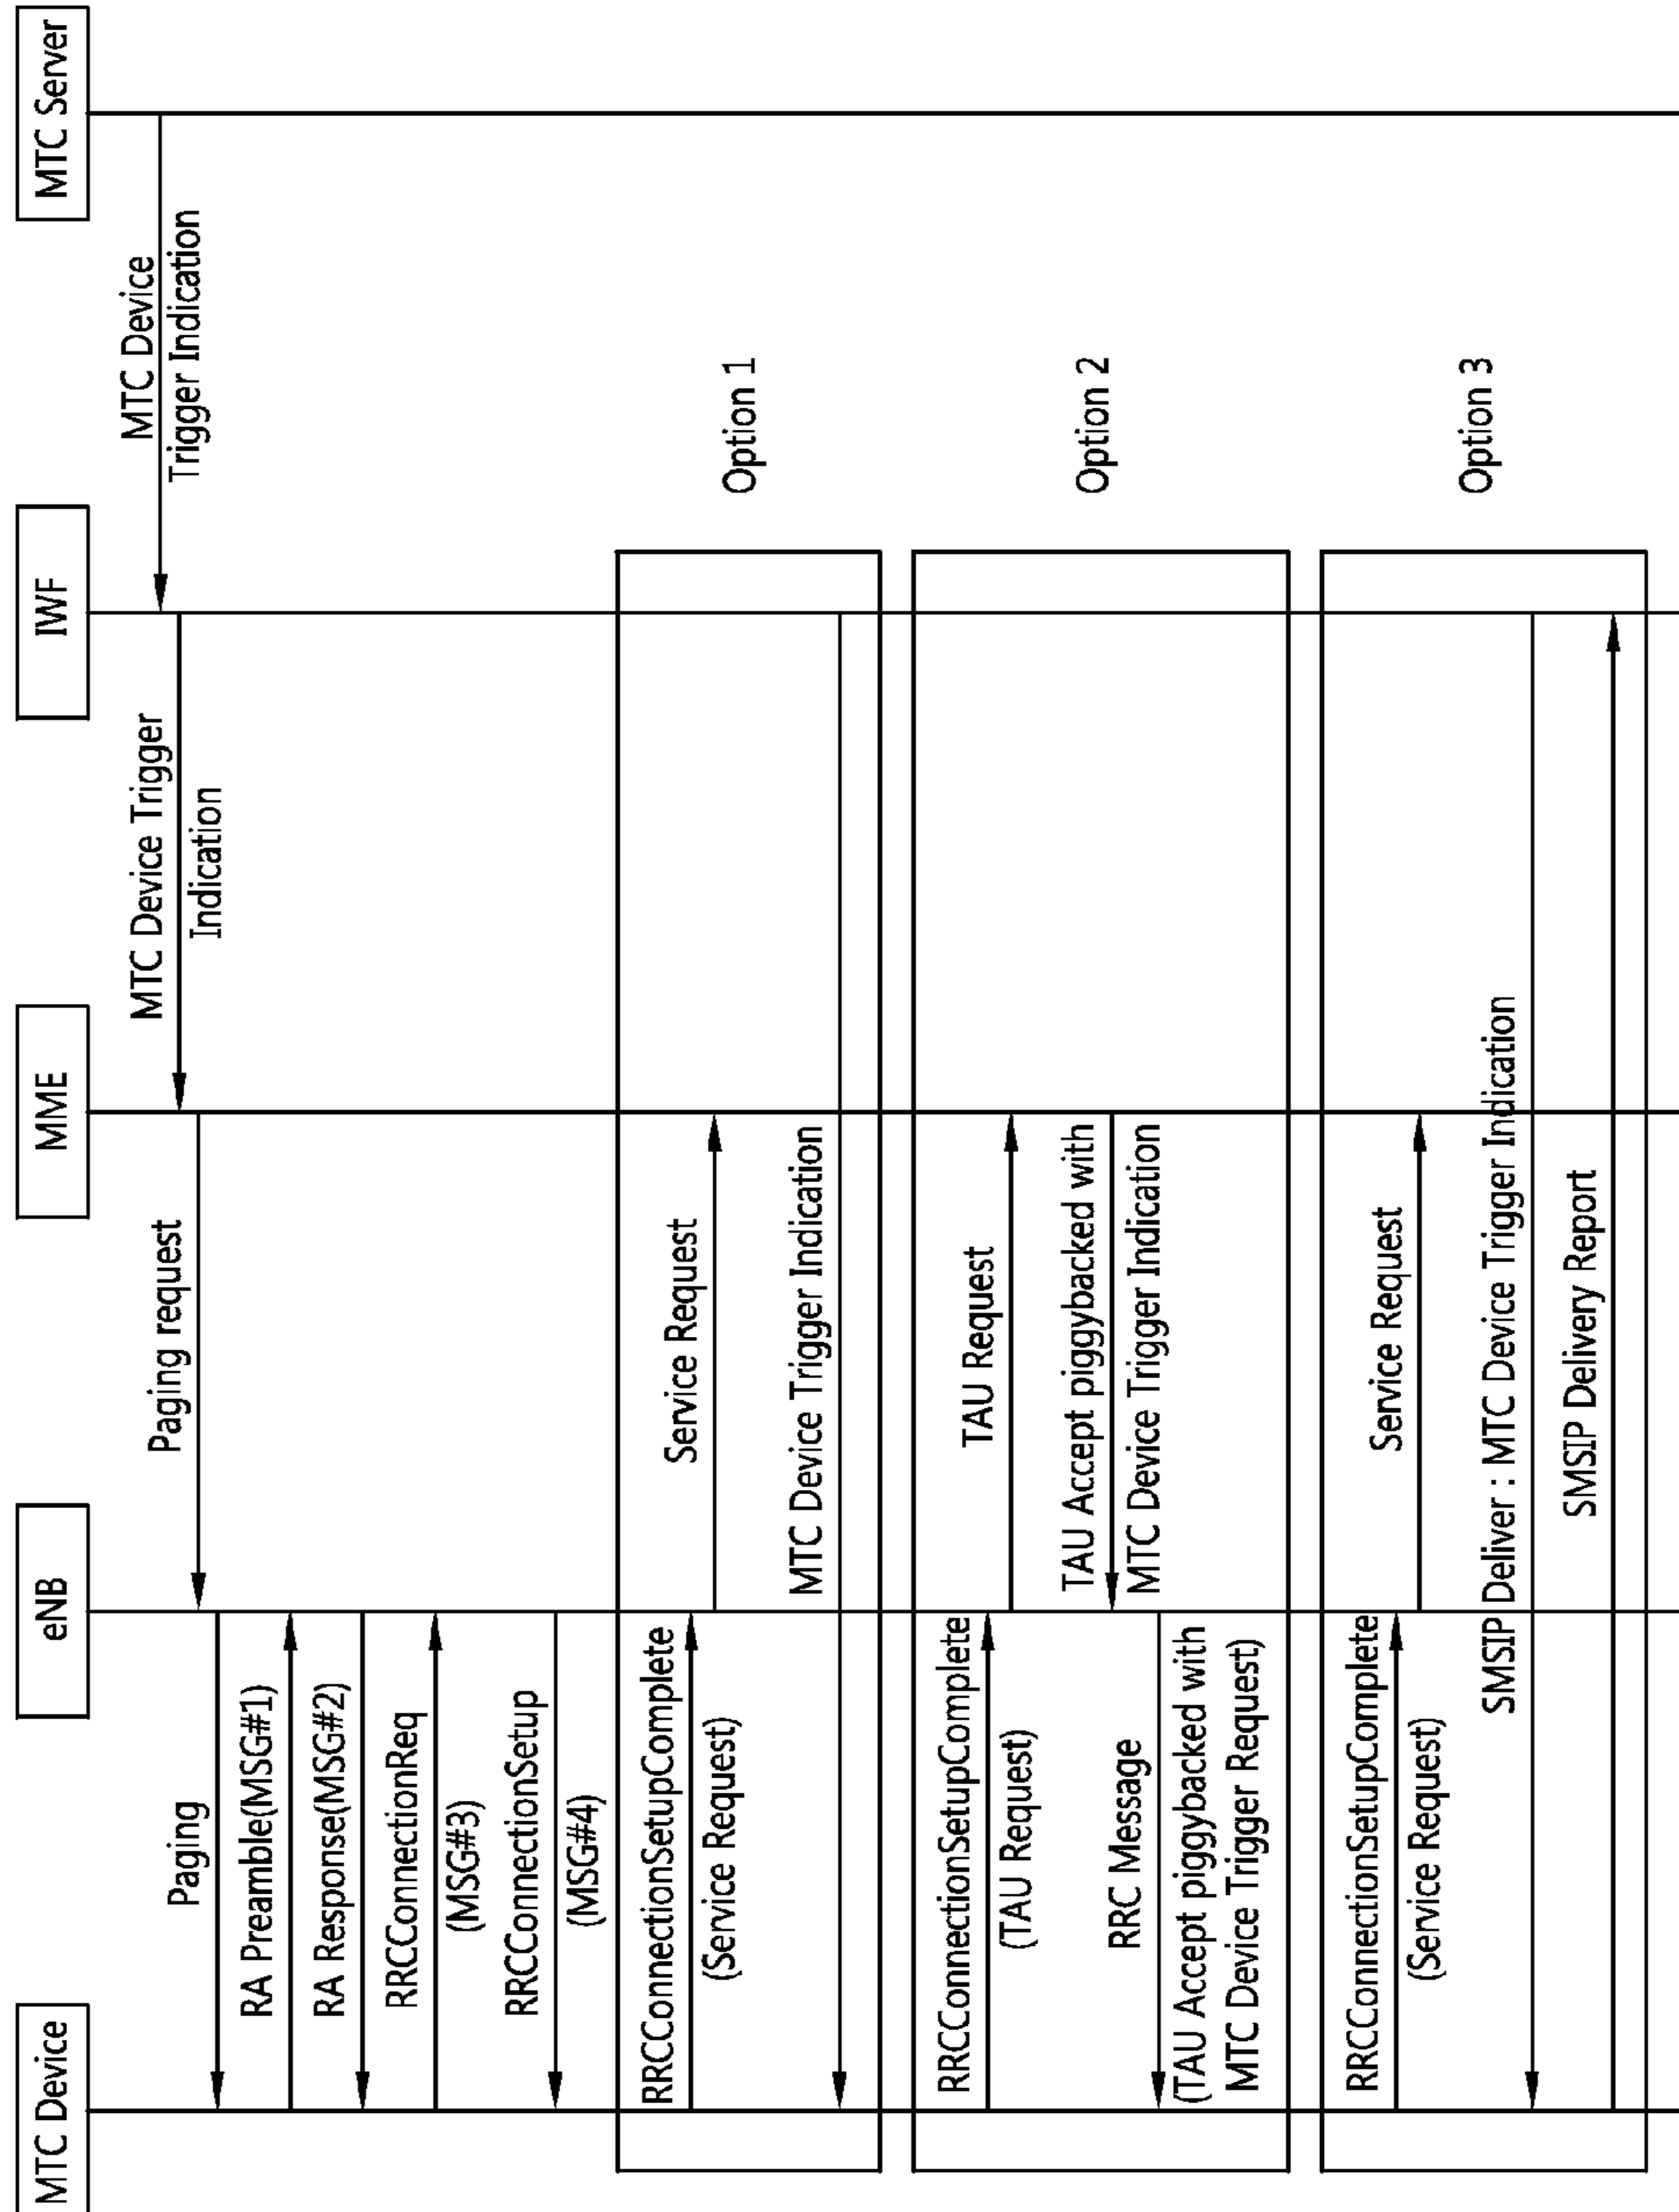 MTC Device
eNB
MME
IWF
MTC Server
MTC Device
Trigger Indication
MTC Device Trigger
Indication
Paging request
Paging
RA Preamble(MSG#1)
RA Response(MSG#2)
RRCConnectionReq
(MSG#3)
RRCConnectionSetup
(MSG#4)
RRCConnectionSetupComplete
(Service Request)
Service Request
MTC Device Trigger Indication
Option 1
RRCConnectionSetupComplete
(TAU Request)
TAU Request
TAU Accept piggybacked with
MTC Device Trigger Indication
RRC Message
(TAU Accept piggybacked with
MTC Device Trigger Request)
Option 2
RRCConnectionSetupComplete
(Service Request)
Service Request
SMSIP Deliver : MTC Device Trigger Indication
SMSIP Delivery Report
Option 3